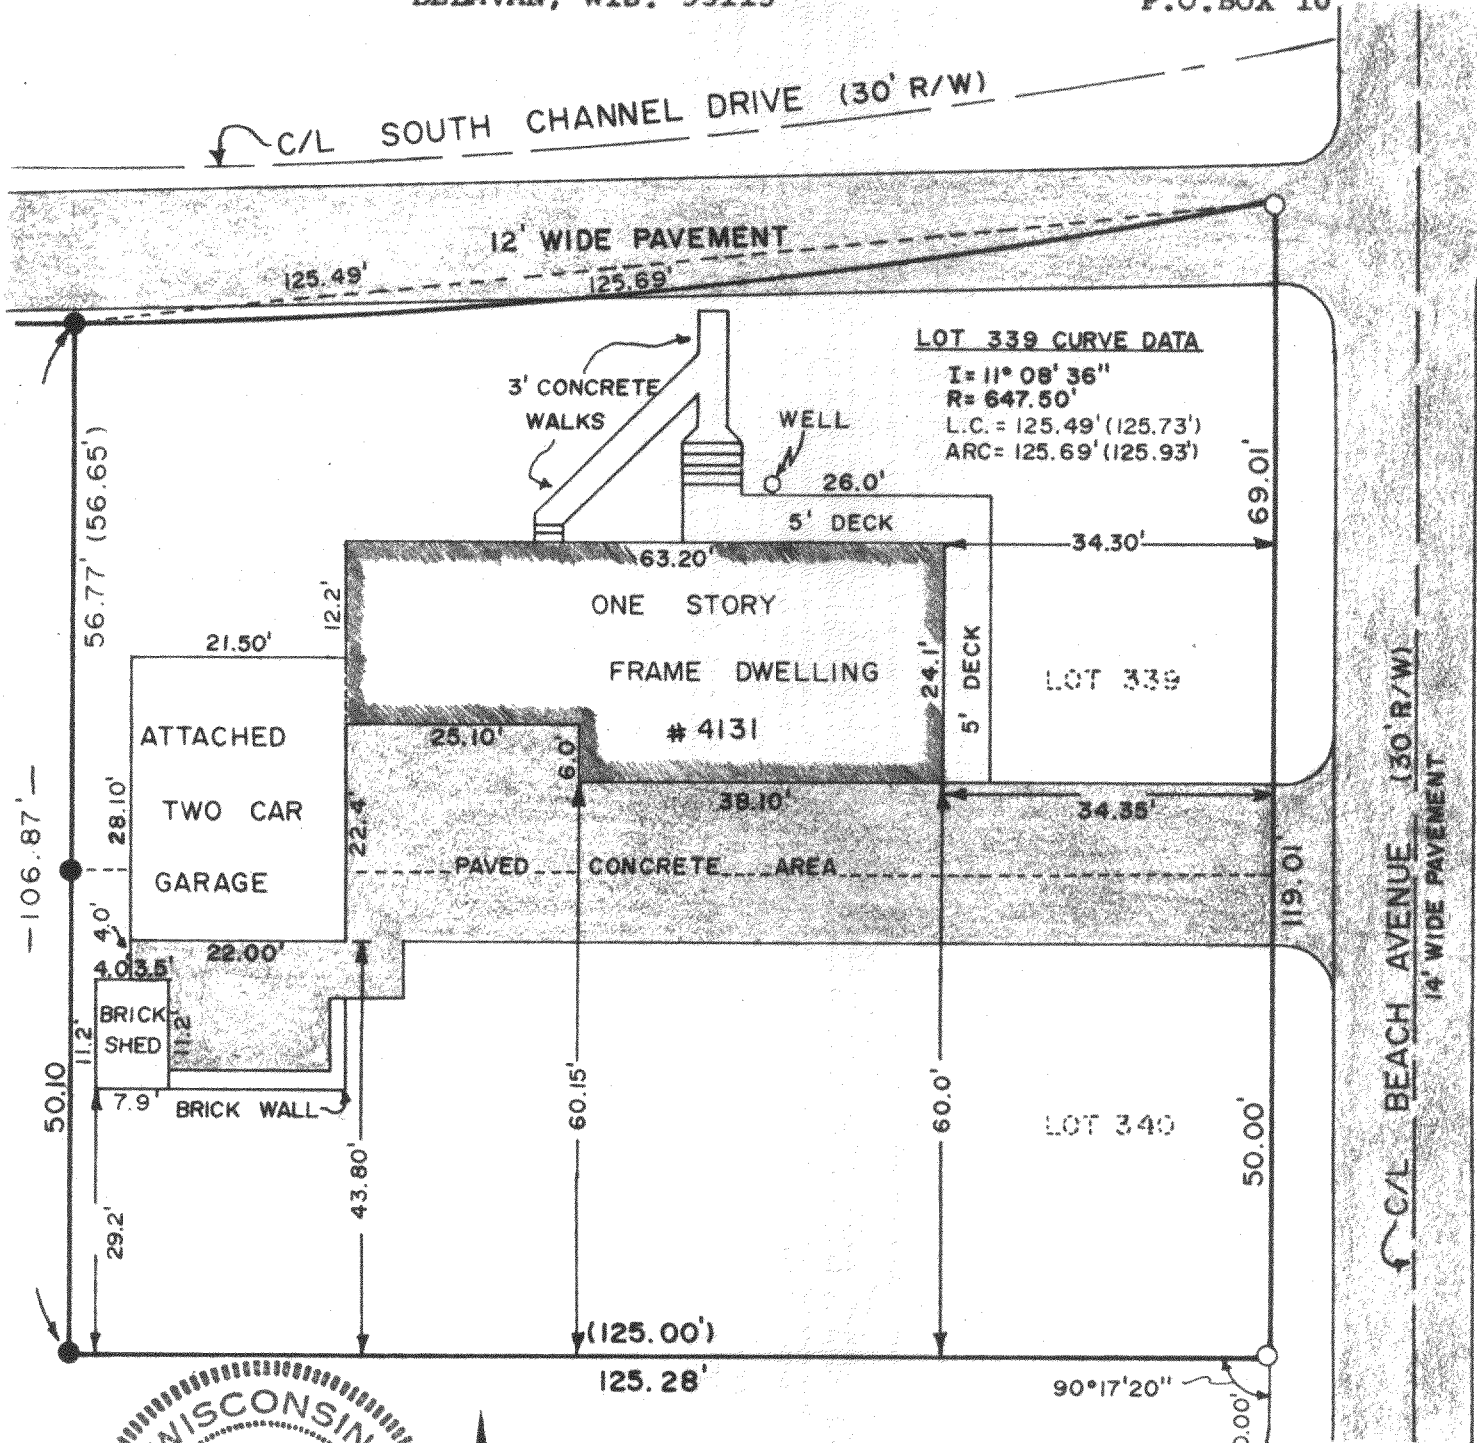 DELAVAN, WIS. 53115
P.O.BOX 10
C/L SOUTH CHANNEL DRIVE (30' R/W)
12' WIDE PAVEMENT
125.49'
125.69'
LOT 339 CURVE DATA
I= 11° 08' 36"
R= 647.50'
L.C. = 125.49' (125.73')
ARC= 125.69' (125.93')
3' CONCRETE
WALKS
WELL
26.0'
5' DECK
69.01'
34.30'
56.77' (56.65')
63.20'
12.2'
ONE STORY
FRAME DWELLING
# 4131
24.1'
5' DECK
LOT 339
21.50'
ATTACHED
TWO CAR
GARAGE
28.10'
22.4'
25.10'
6.0'
38.10'
34.35'
PAVED CONCRETE AREA
-106.87'-
119.01'
C/L BEACH AVENUE (30' R/W)
14' WIDE PAVEMENT
4.0'
22.00'
4.0'
3.5'
BRICK
SHED
11.2'
11.2'
7.9'
BRICK WALL
50.10
29.2'
43.80'
60.15'
60.0'
LOT 340
50.00'
(125.00')
125.28'
90°17'20"
WISCONSIN